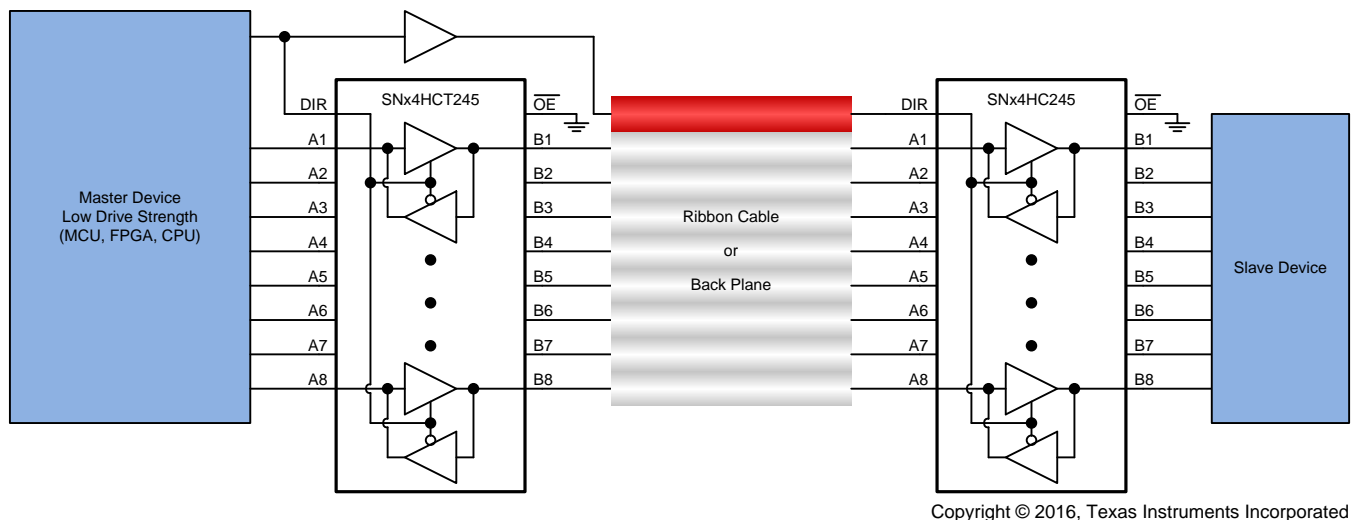 SNx4HCT245
SNx4HC245
DIR
OE
DIR
OE
A1
B1
A1
B1
A2
B2
A2
B2
Master Device
Low Drive Strength
(MCU, FPGA, CPU)
A3
B3
Ribbon Cable
or
Back Plane
A3
B3
A4
B4
A4
B4
Slave Device
A5
B5
A5
B5
A6
B6
A6
B6
A7
B7
A7
B7
A8
B8
A8
B8
Copyright © 2016, Texas Instruments Incorporated